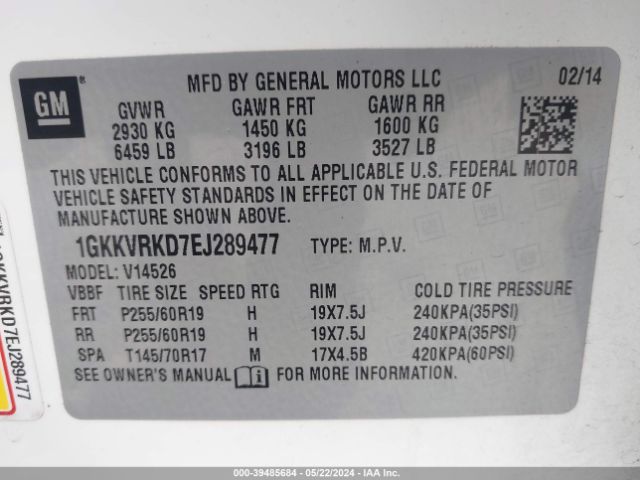 GM ®
MFD BY GENERAL MOTORS LLC 02/14
GVWR GAWR FRT GAWR RR
2930 KG 1450 KG 1600 KG
6459 LB 3196 LB 3527 LB
THIS VEHICLE CONFORMS TO ALL APPLICABLE U.S. FEDERAL MOTOR
VEHICLE SAFETY STANDARDS IN EFFECT ON THE DATE OF
MANUFACTURE SHOWN ABOVE.
1GKKVRKD7EJ289477 TYPE: M.P.V.
MODEL: V14526
VBBF TIRE SIZE SPEED RTG RIM COLD TIRE PRESSURE
FRT P255/60R19 H 19X7.5J 240KPA(35PSI)
RR P255/60R19 H 19X7.5J 240KPA(35PSI)
SPA T145/70R17 M 17X4.5B 420KPA(60PSI)
SEE OWNER'S MANUAL FOR MORE INFORMATION.
1GKKVRKD7EJ289477
000-39485684 - 05/22/2024 - IAAI.COM